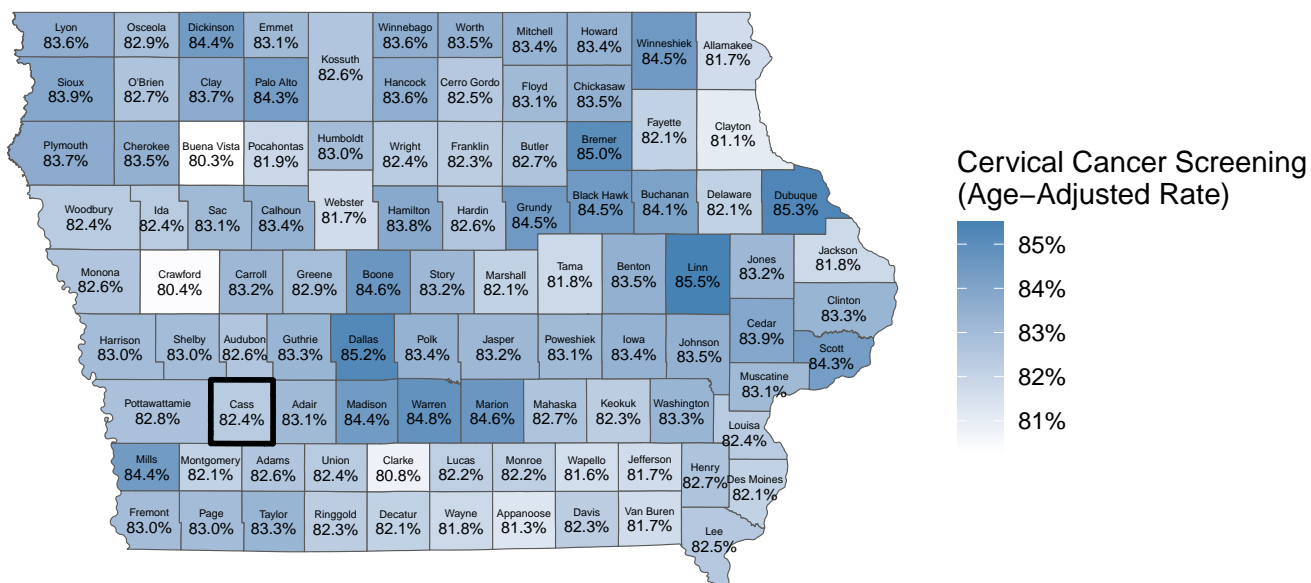 Lyon
83.6%
Osceola
82.9%
Dickinson
84.4%
Emmet
83.1%
Kossuth
82.6%
Winnebago
83.6%
Worth
83.5%
Mitchell
83.4%
Howard
83.4%
Winneshiek
84.5%
Allamakee
81.7%
Sioux
83.9%
O'Brien
82.7%
Clay
83.7%
Palo Alto
84.3%
Hancock
83.6%
Cerro Gordo
82.5%
Floyd
83.1%
Chickasaw
83.5%
Fayette
82.1%
Clayton
81.1%
Plymouth
83.7%
Cherokee
83.5%
Buena Vista
80.3%
Pocahontas
81.9%
Humboldt
83.0%
Wright
82.4%
Franklin
82.3%
Butler
82.7%
Bremer
85.0%
Woodbury
82.4%
Ida
82.4%
Sac
83.1%
Calhoun
83.4%
Webster
81.7%
Hamilton
83.8%
Hardin
82.6%
Grundy
84.5%
Black Hawk
84.5%
Buchanan
84.1%
Delaware
82.1%
Dubuque
85.3%
Monona
82.6%
Crawford
80.4%
Carroll
83.2%
Greene
82.9%
Boone
84.6%
Story
83.2%
Marshall
82.1%
Tama
81.8%
Benton
83.5%
Linn
85.5%
Jones
83.2%
Jackson
81.8%
Clinton
83.3%
Harrison
83.0%
Shelby
83.0%
Audubon
82.6%
Guthrie
83.3%
Dallas
85.2%
Polk
83.4%
Jasper
83.2%
Poweshiek
83.1%
Iowa
83.4%
Johnson
83.5%
Cedar
83.9%
Scott
84.3%
Muscatine
83.1%
Pottawattamie
82.8%
Cass
82.4%
Adair
83.1%
Madison
84.4%
Warren
84.8%
Marion
84.6%
Mahaska
82.7%
Keokuk
82.3%
Washington
83.3%
Louisa
82.4%
Mills
84.4%
Montgomery
82.1%
Adams
82.6%
Union
82.4%
Clarke
80.8%
Lucas
82.2%
Monroe
82.2%
Wapello
81.6%
Jefferson
81.7%
Henry
82.7%
Des Moines
82.1%
Fremont
83.0%
Page
83.0%
Taylor
83.3%
Ringgold
82.3%
Decatur
82.1%
Wayne
81.8%
Appanoose
81.3%
Davis
82.3%
Van Buren
81.7%
Lee
82.5%
Cervical Cancer Screening
(Age−Adjusted Rate)
85%
84%
83%
82%
81%